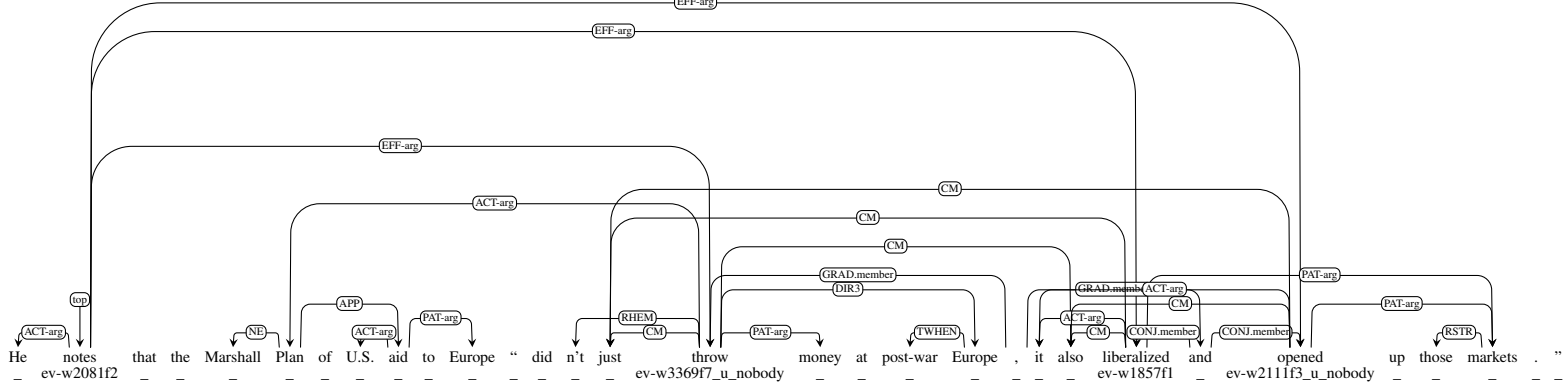 EFF-arg
EFF-arg
EFF-arg
CM
ACT-arg
CM
CM
GRAD.member PAT-arg
DIR3 GRAD.member ACT-arg
top APP CM PAT-arg
PAT-arg RHEM ACT-arg
ACT-arg NE ACT-arg CM PAT-arg TWHEN CM CONJ.member CONJ.member RSTR
He notes that the Marshall Plan of U.S. aid to Europe “ did n’t just throw money at post-war Europe , it also liberalized and opened up those markets . ”
_ ev-w2081f2 _ _ _ _ _ _ _ _ _ _ _ _ _ ev-w3369f7_u_nobody _ _ _ _ _ _ _ ev-w1857f1 _ ev-w2111f3_u_nobody _ _ _ _ _